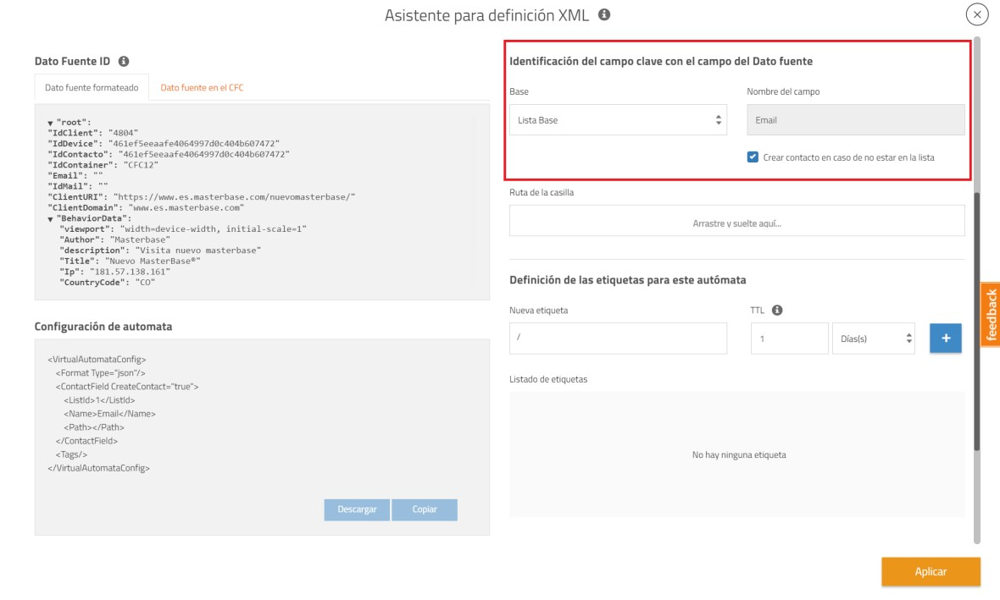 Asistente para definición XML
Dato Fuente ID
Dato fuente formateado
Dato fuente en el CFC
"root":
"IdClient": "4804"
"IdDevice": "461ef5eeaafe4064997d0c404b607472"
"IdContacto": "461ef5eeaafe4064997d0c404b607472"
"IdContainer": "CFC12"
"Email": ""
"IdMail": ""
"ClientURI": "https://www.es.masterbase.com/nuevomasterbase/"
"ClientDomain": "www.es.masterbase.com"
"BehaviorData":
"viewport": "width=device-width, initial-scale=1"
"Author": "Masterbase"
"description": "Visita nuevo masterbase"
"Title": "Nuevo MasterBase®"
"Ip": "181.57.138.161"
"CountryCode": "CO"
Configuración de automata
<VirtualAutomataConfig>
<Format Type="json"/>
<ContactField CreateContact="true">
<ListId>1</ListId>
<Name>Email</Name>
<Path></Path>
</ContactField>
<Tags/>
</VirtualAutomataConfig>
Descargar
Copiar
Identificación del campo clave con el campo del Dato fuente
Base
Nombre del campo
Lista Base
Email
Crear contacto en caso de no estar en la lista
Ruta de la casilla
Arrastre y suelte aquí...
Definición de las etiquetas para este autómata
Nueva etiqueta
TTL
/
1
Días(s)
+
Listado de etiquetas
No hay ninguna etiqueta
feedback
Aplicar